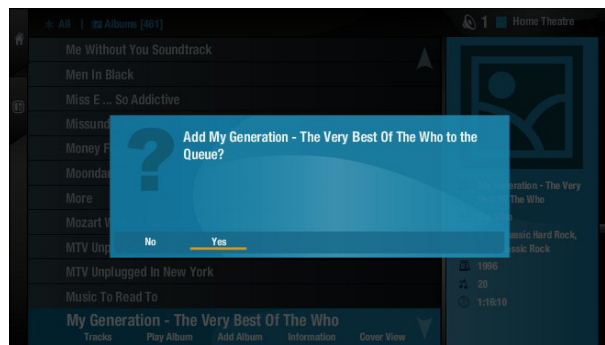 All | Albums [461]
1 Home Theatre
Me Without You Soundtrack
Men In Black
Miss E ... So Addictive
Missund
Money F
Moondan
More
Mozart
MTV Unp
MTV Unplugged In New York
Music To Read To
My Generation - The Very Best Of The Who
Tracks Play Album Add Album Information Cover View
Add My Generation - The Very Best Of The Who to the
Queue?
No Yes
eration - The Very
The Who
assic Hard Rock,
ssic Rock
1996
20
1:16:10